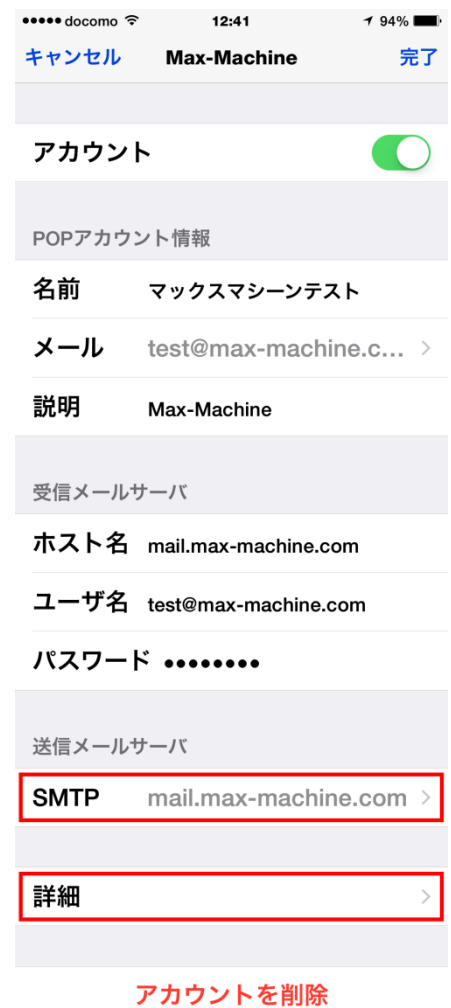 docomo 12:41 94%
キャンセル Max-Machine 完了
アカウント
POPアカウント情報
名前 マックスマシーンテスト
メール test@max-machine.c...
説明 Max-Machine
受信メールサーバ
ホスト名 mail.max-machine.com
ユーザ名 test@max-machine.com
パスワード ●●●●●●●●
送信メールサーバ
SMTP mail.max-machine.com
詳細
アカウントを削除